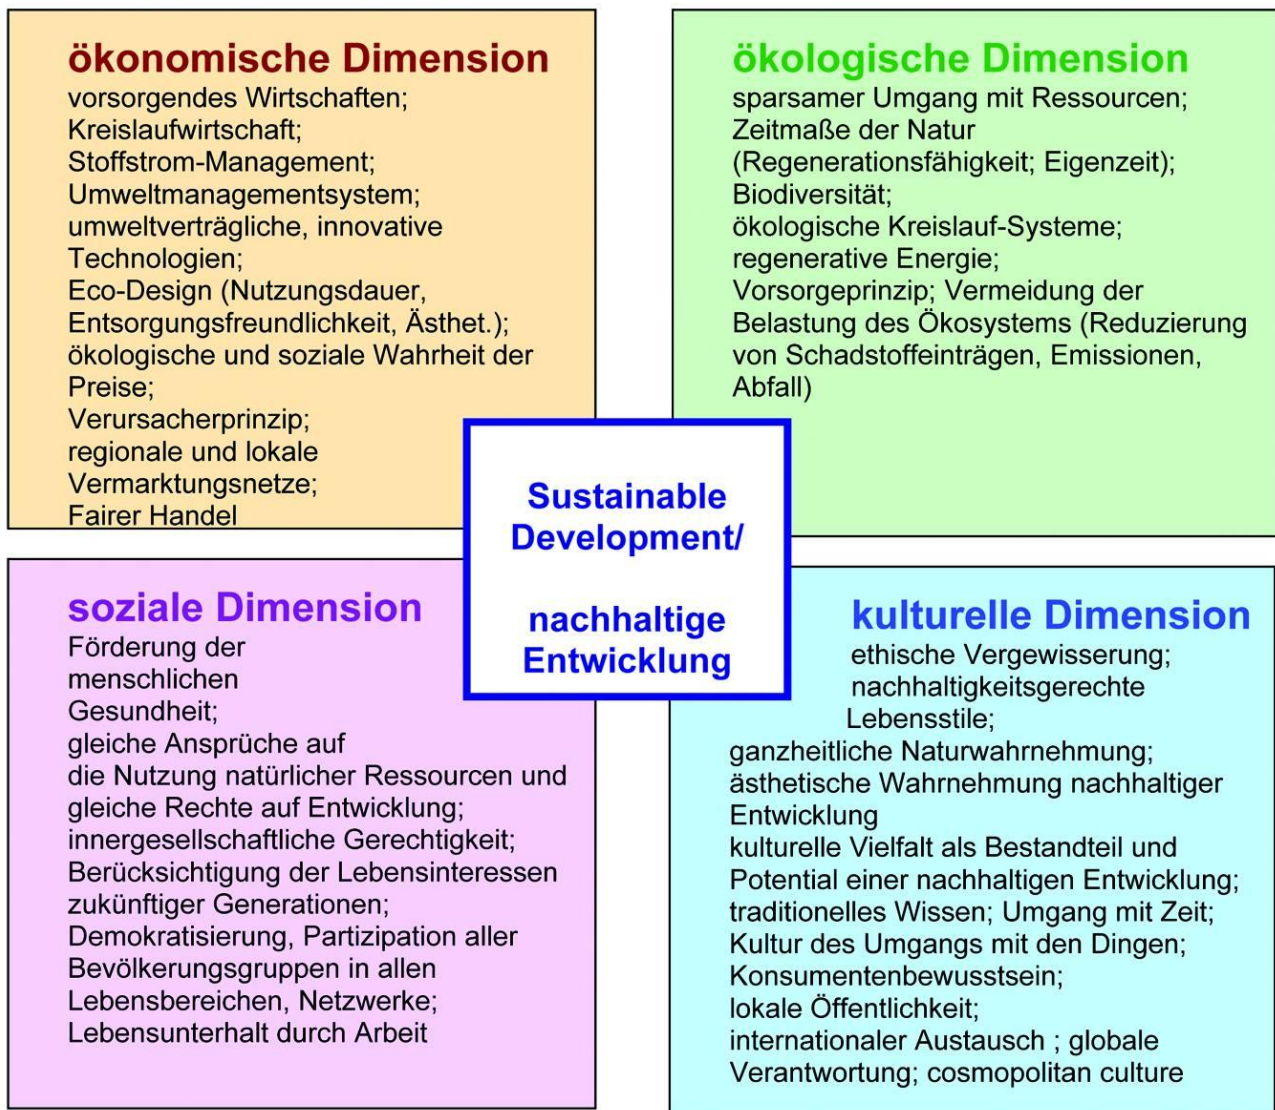 ökonomische Dimension
vorsorgendes Wirtschaften;
Kreislaufwirtschaft;
Stoffstrom-Management;
Umweltmanagementsystem;
umweltverträgliche, innovative
Technologien;
Eco-Design (Nutzungsdauer,
Entsorgungsfreundlichkeit, Ästhet.);
ökologische und soziale Wahrheit der
Preise;
Verursacherprinzip;
regionale und lokale
Vermarktungsnetze;
Fairer Handel
ökologische Dimension
sparsamer Umgang mit Ressourcen;
Zeitmaße der Natur
(Regenerationsfähigkeit; Eigenzeit);
Biodiversität;
ökologische Kreislauf-Systeme;
regenerative Energie;
Vorsorgeprinzip; Vermeidung der
Belastung des Ökosystems (Reduzierung
von Schadstoffeinträgen, Emissionen,
Abfall)
Sustainable
Development/
nachhaltige
Entwicklung
soziale Dimension
Förderung der
menschlichen
Gesundheit;
gleiche Ansprüche auf
die Nutzung natürlicher Ressourcen und
gleiche Rechte auf Entwicklung;
innergesellschaftliche Gerechtigkeit;
Berücksichtigung der Lebensinteressen
zukünftiger Generationen;
Demokratisierung, Partizipation aller
Bevölkerungsgruppen in allen
Lebensbereichen, Netzwerke;
Lebensunterhalt durch Arbeit
kulturelle Dimension
ethische Vergewisserung;
nachhaltigkeitsgerechte
Lebensstile;
ganzheitliche Naturwahrnehmung;
ästhetische Wahrnehmung nachhaltiger
Entwicklung
kulturelle Vielfalt als Bestandteil und
Potential einer nachhaltigen Entwicklung;
traditionelles Wissen; Umgang mit Zeit;
Kultur des Umgangs mit den Dingen;
Konsumentenbewusstsein;
lokale Öffentlichkeit;
internationaler Austausch ; globale
Verantwortung; cosmopolitan culture